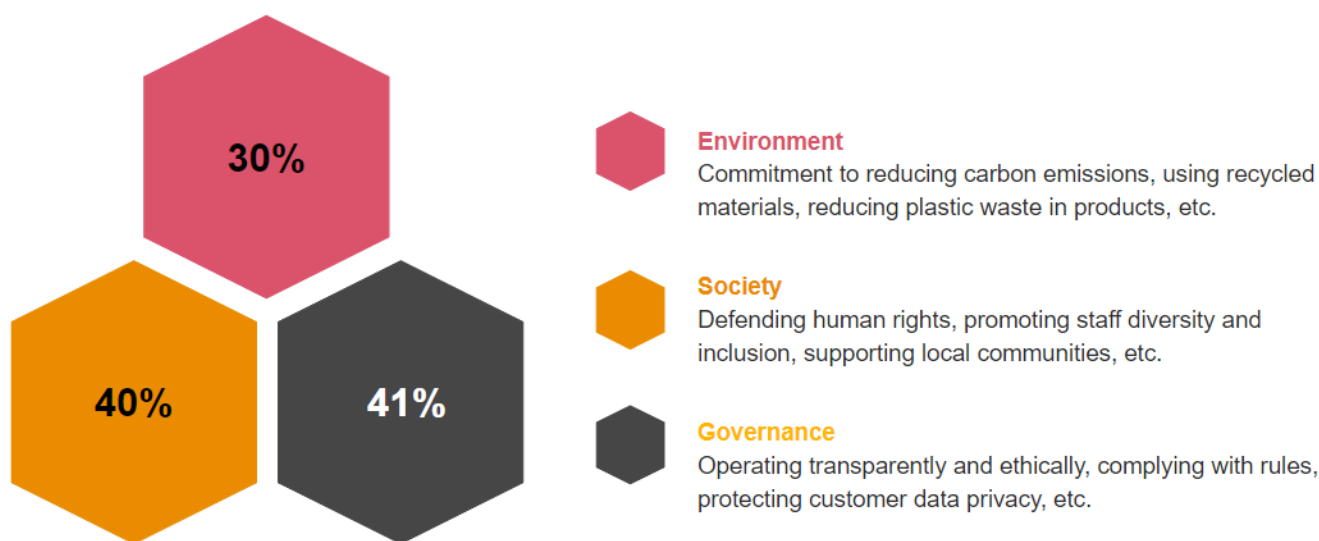 30%
40%
41%
Environment
Commitment to reducing carbon emissions, using recycled
materials, reducing plastic waste in products, etc.
Society
Defending human rights, promoting staff diversity and
inclusion, supporting local communities, etc.
Governance
Operating transparently and ethically, complying with rules,
protecting customer data privacy, etc.